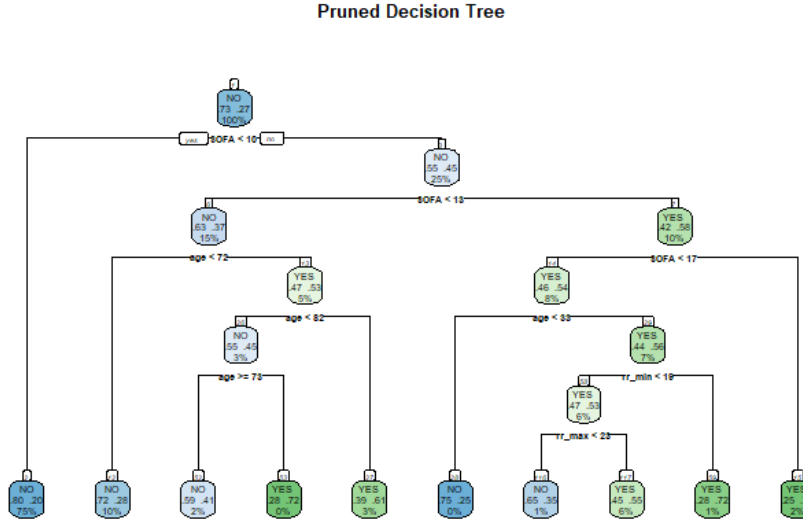 Pruned Decision Tree
NO
.73 .27
100%
yes SOFA < 10 no
NO
.55 .45
25%
SOFA < 13
NO
.63 .37
15%
YES
.42 .58
10%
age < 72
SOFA < 17
YES
.47 .53
5%
YES
.46 .54
8%
age < 82
age < 33
NO
.55 .45
3%
YES
.44 .56
7%
age >= 73
rr_min < 19
YES
.47 .53
6%
rr_max < 23
NO
.80 .20
75%
NO
.72 .28
10%
NO
.59 .41
2%
YES
.28 .72
0%
YES
.39 .61
3%
NO
.75 .25
0%
NO
.65 .35
1%
YES
.45 .55
6%
YES
.28 .72
1%
YES
.25
2%